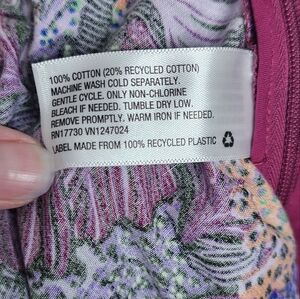 100% COTTON (20% RECYCLED COTTON)
MACHINE WASH COLD SEPARATELY.
GENTLE CYCLE. ONLY NON-CHLORINE
BLEACH IF NEEDED. TUMBLE DRY LOW.
REMOVE PROMPTLY. WARM IRON IF NEEDED.
RN17730 VN1247024
LABEL MADE FROM 100% RECYCLED PLASTIC